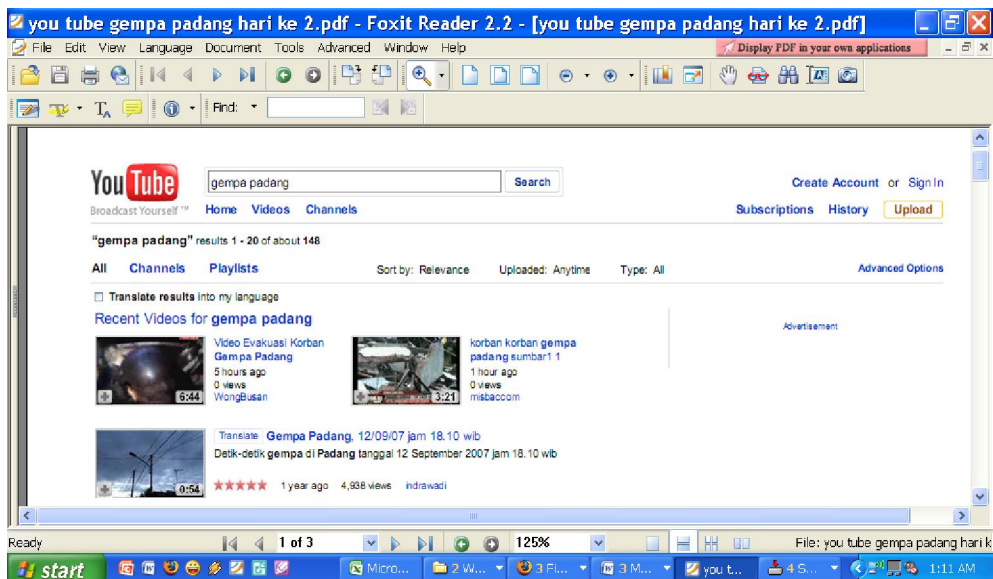 you tube gempa padang hari ke 2.pdf - Foxit Reader 2.2 - [you tube gempa padang hari ke 2.pdf]
File Edit View Language Document Tools Advanced Window Help
Display PDF in your own applications
Find:
YouTube
gempa padang
Search
Create Account or Sign In
Broadcast Yourself ™
Home Videos Channels
Subscriptions History Upload
"gempa padang" results 1 - 20 of about 148
All Channels Playlists Sort by: Relevance Uploaded: Anytime Type: All Advanced Options
Translate results into my language
Recent Videos for gempa padang
Advertisement
Video Evakuasi Korban
Gempa Padang
5 hours ago
0 views
WongBusan
6:44
korban korban gempa
padang sumbar1 1
1 hour ago
0 views
misbaccom
3:21
Translate Gempa Padang, 12/09/07 jam 18.10 wib
Detik-detik gempa di Padang tanggal 12 September 2007 jam 18.10 wib
0:54
1 year ago 4,938 views indrawadi
Ready
1 of 3
125%
File: you tube gempa padang hari k
start
Micro...
2 W...
3 Fi...
3 M...
you t...
4 S...
1:11 AM